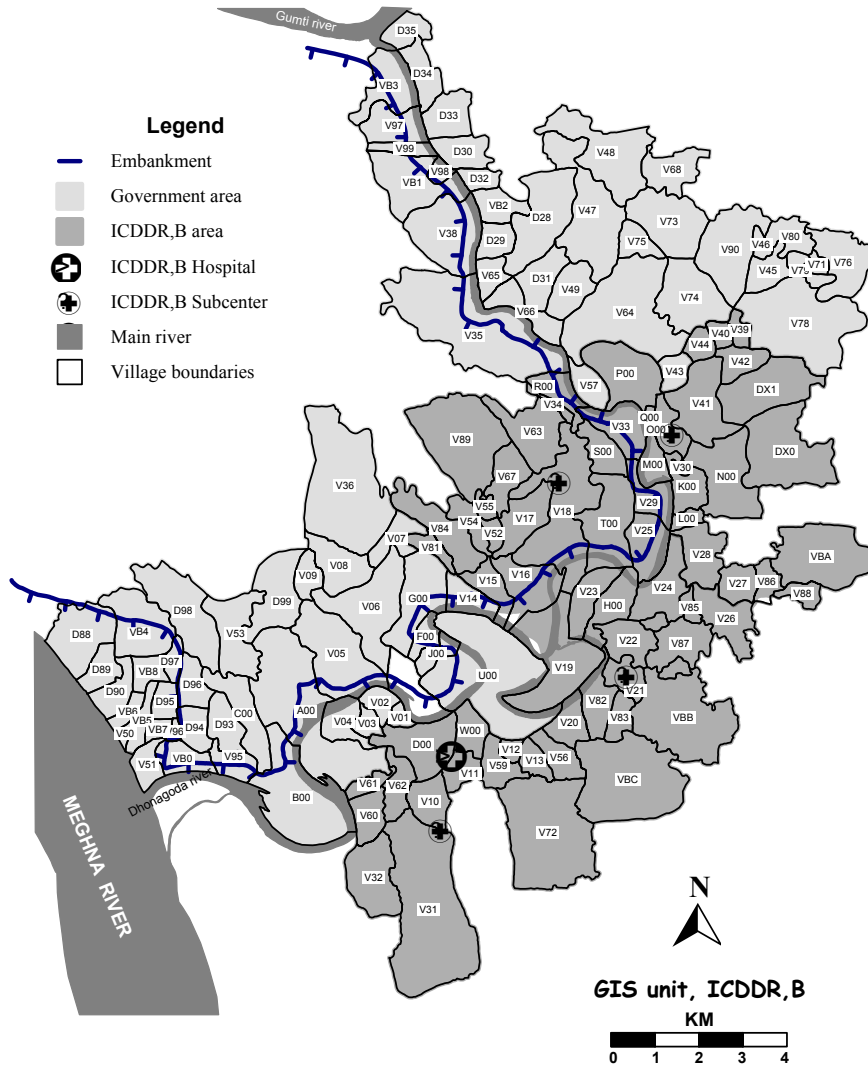 Gumti river
D35
D34
VB3
D33
V97
V99
D30
V98
D32
VB1
VB2
V38
D29
D28
V48
V68
V47
V73
V75
V90
V46
V80
V45
V79
V71
V76
V65
D31
V49
V66
V64
V74
V78
V35
V40
V39
V44
V42
P00
V43
R00
V57
V34
V41
DX1
V33
Q00
O00
V89
V63
S00
M00
V30
N00
DX0
V67
K00
V36
V55
V17
V18
V29
V54
V52
T00
V25
L00
V84
V07
V81
V28
VBA
V08
V09
V16
V15
V24
V27
V86
V88
D99
V06
G00
V14
V23
H00
V85
V26
D98
D88
VB4
V53
F00
J00
V22
V87
V05
V19
U00
D97
D89
VB8
D96
D90
D95
V21
VB6
VB5
C00
A00
V02
V01
V04
V03
V82
V83
VBB
V50
VB7
V96
D94
D93
W00
V20
V51
VB0
V95
D00
V12
V59
V13
V56
V11
VBC
B00
V61
V62
V10
V60
V72
V32
V31
Dhonagoda river
MEGHNA RIVER
Legend
Embankment
Government area
ICDDR,B area
ICDDR,B Hospital
ICDDR,B Subcenter
Main river
Village boundaries
N
GIS unit, ICDDR,B
KM
0 1 2 3 4